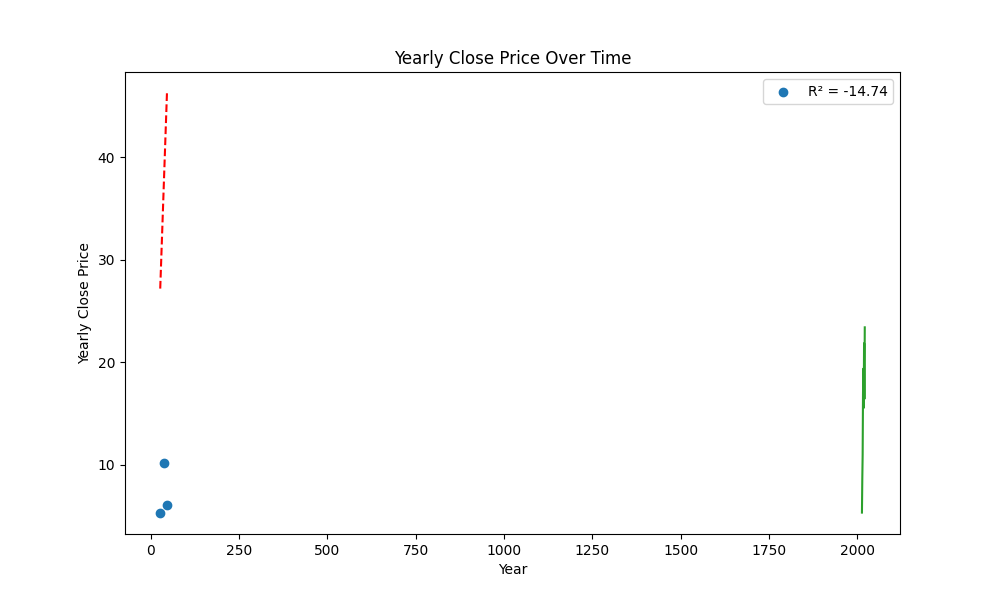 Yearly Close Price Over Time
R² = -14.74
Yearly Close Price
40
30
20
10
0 250 500 750 1000 1250 1500 1750 2000
Year